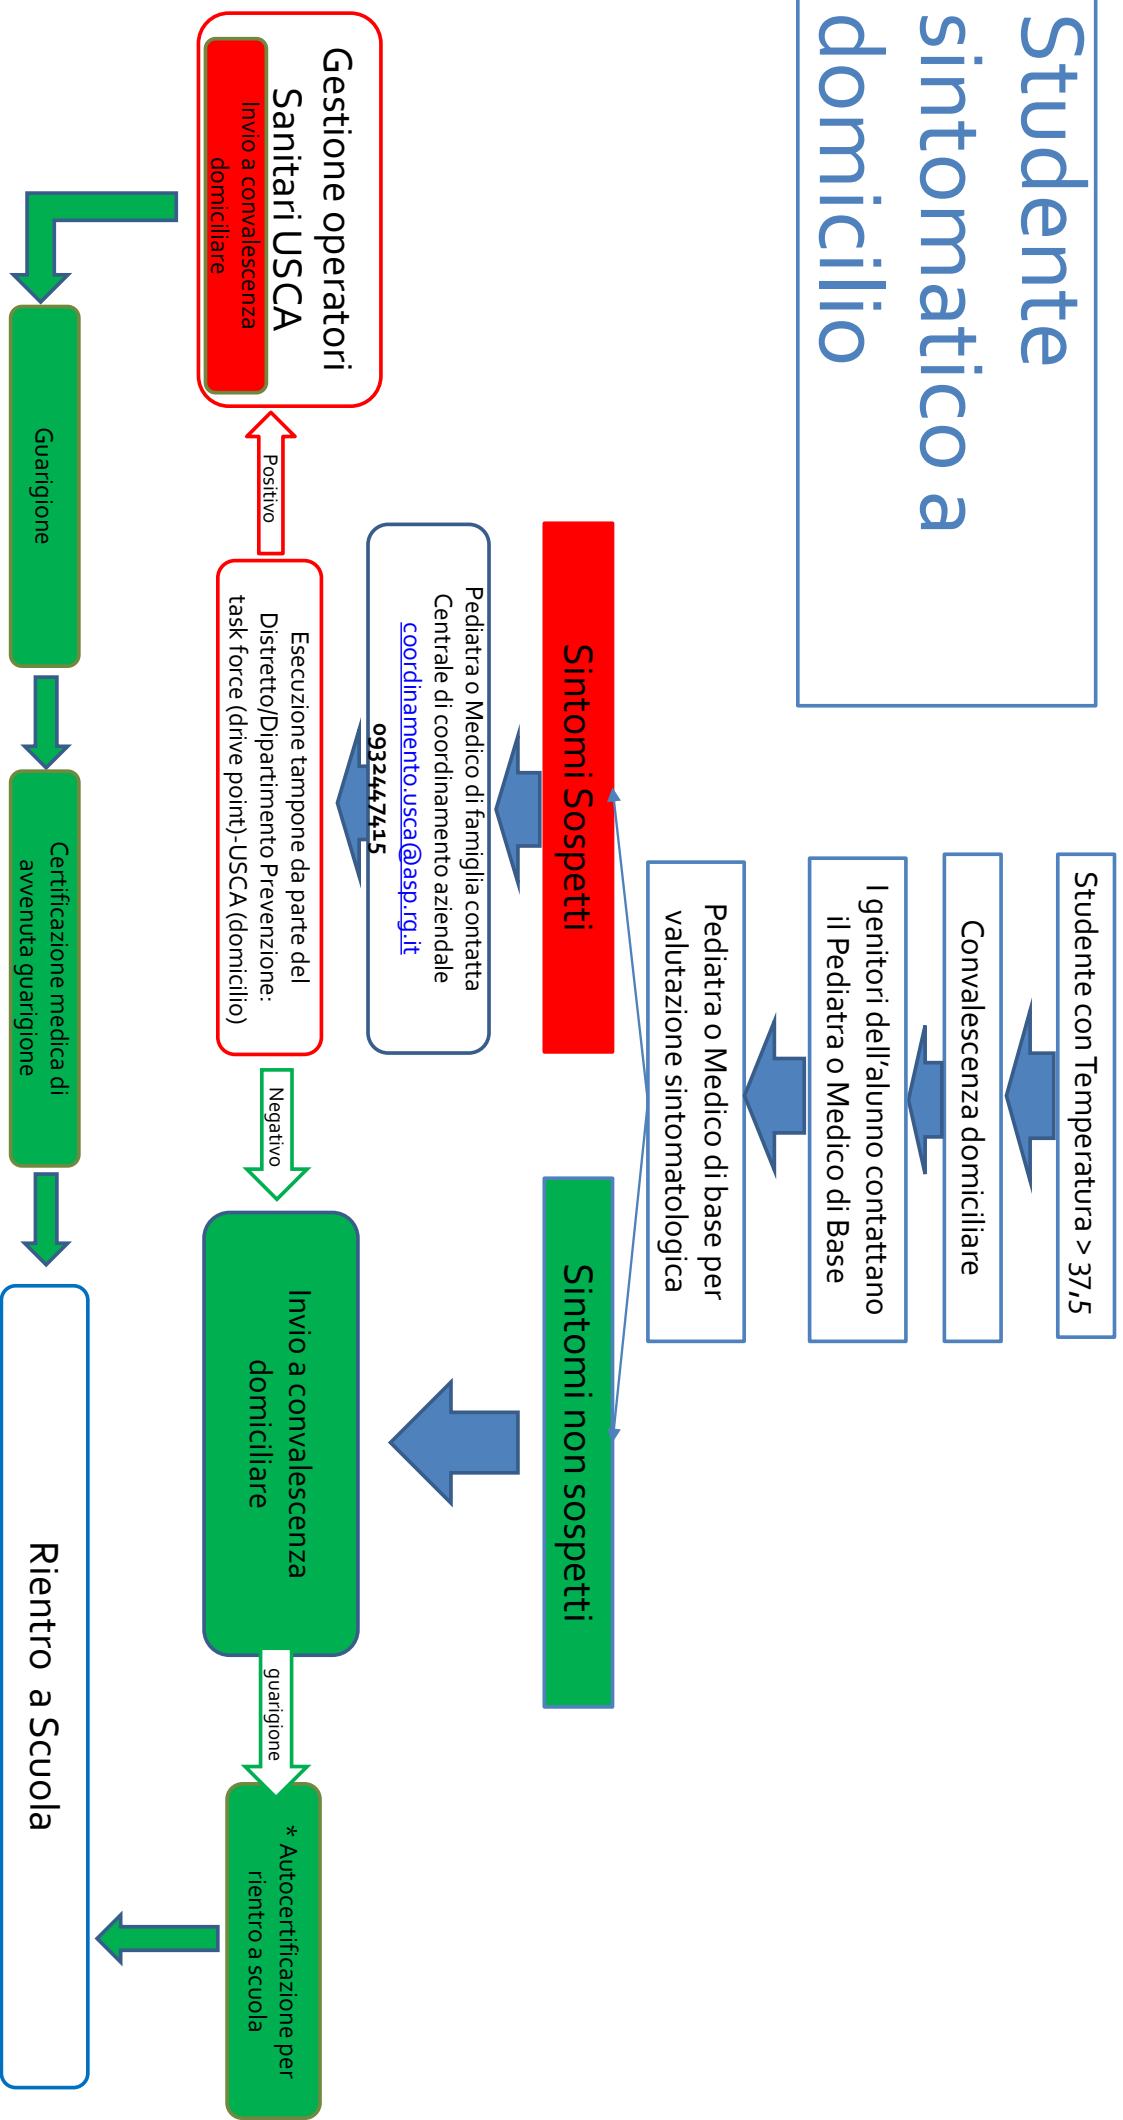 Studente
sintomatico a
domicilio
Studente con Temperatura > 37,5
Convalescenza domiciliare
I genitori dell'alunno contattano
il Pediatra o Medico di Base
Pediatra o Medico di base per
valutazione sintomatologica
Sintomi Sospetti
Sintomi non sospetti
Pediatra o Medico di famiglia contatta
Centrale di coordinamento aziendale
coordinamento.usca@asp.rg.it
0932447415
Esecuzione tampone da parte del
Distretto/Dipartimento Prevenzione:
task force (drive point)-USCA (domicilio)
Positivo
Negativo
Gestione operatori
Sanitari USCA
Invio a convalescenza
domiciliare
Invio a convalescenza
domiciliare
guarigione
* Autocertificazione per
rientro a scuola
Guarigione
Certificazione medica di
avvenuta guarigione
Rientro a Scuola